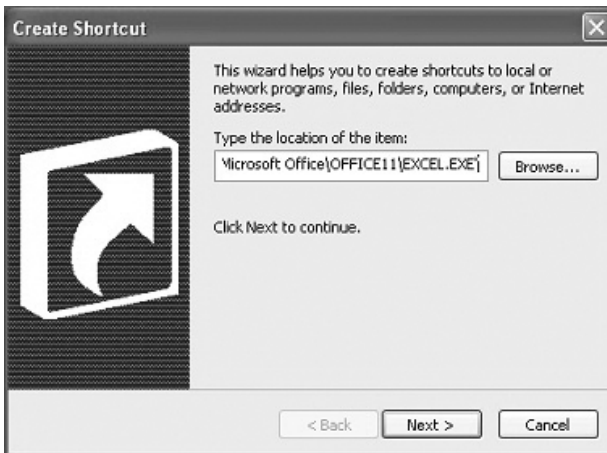 Create Shortcut
This wizard helps you to create shortcuts to local or
network programs, files, folders, computers, or Internet
addresses.
Type the location of the item:
Microsoft Office\OFFICE11\EXCEL.EXE"
Browse...
Click Next to continue.
< Back
Next >
Cancel